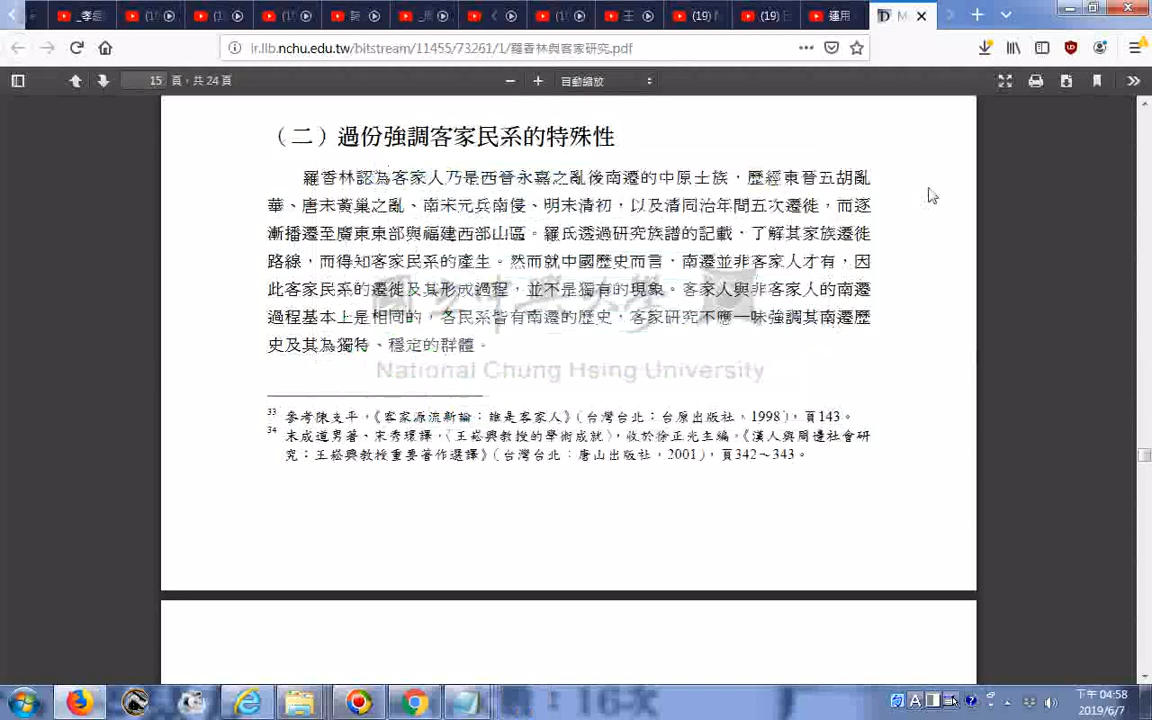 ir.lib.nchu.edu.tw/bitstream/11455/73261/1/羅香林與客家研究.pdf
15 頁，共 24 頁
自動縮放
（二）過份強調客家民系的特殊性
羅香林認為客家人乃是西晉永嘉之亂後南遷的中原士族，歷經東晉五胡亂
華、唐末黃巢之亂、南宋元兵南侵、明末清初，以及清同治年間五次遷徙，而逐
漸播遷至廣東東部與福建西部山區。羅氏透過研究族譜的記載，了解其家族遷徙
路線，而得知客家民系的產生。然而就中國歷史而言，南遷並非客家人才有，因
此客家民系的遷徙及其形成過程，並不是獨有的現象。客家人與非客家人的南遷
過程基本上是相同的，各民系皆有南遷的歷史，客家研究不應一味強調其南遷歷
史及其為獨特、穩定的群體。
國立中興大學
National Chung Hsing University
33 參考陳支平，《客家源流新論：誰是客家人》（台灣台北：台原出版社，1998），頁143。
34 末成道男著、宋秀環譯，〈王崧興教授的學術成就〉，收於徐正光主編，《漢人與周邊社會研
究：王崧興教授重要著作選譯》（台灣台北：唐山出版社，2001），頁342～343。
下午 04:58
2019/6/7